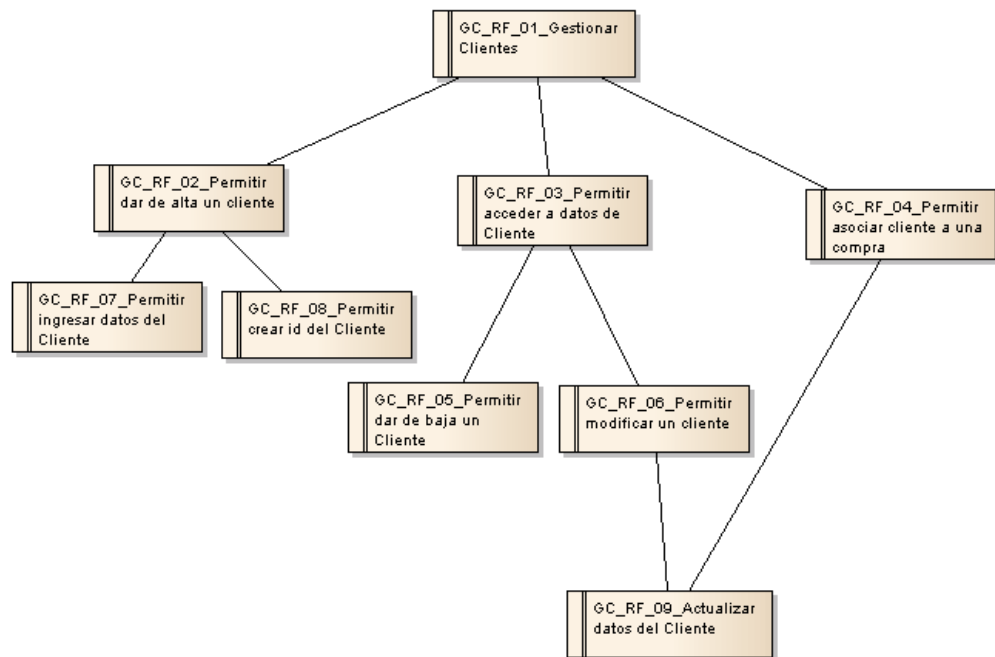 GC_RF_01_Gestionar
Clientes
GC_RF_02_Permitir
dar de alta un cliente
GC_RF_03_Permitir
acceder a datos de
Cliente
GC_RF_04_Permitir
asociar cliente a una
compra
GC_RF_07_Permitir
ingresar datos del
Cliente
GC_RF_08_Permitir
crear id del Cliente
GC_RF_05_Permitir
dar de baja un
Cliente
GC_RF_06_Permitir
modificar un cliente
GC_RF_09_Actualizar
datos del Cliente